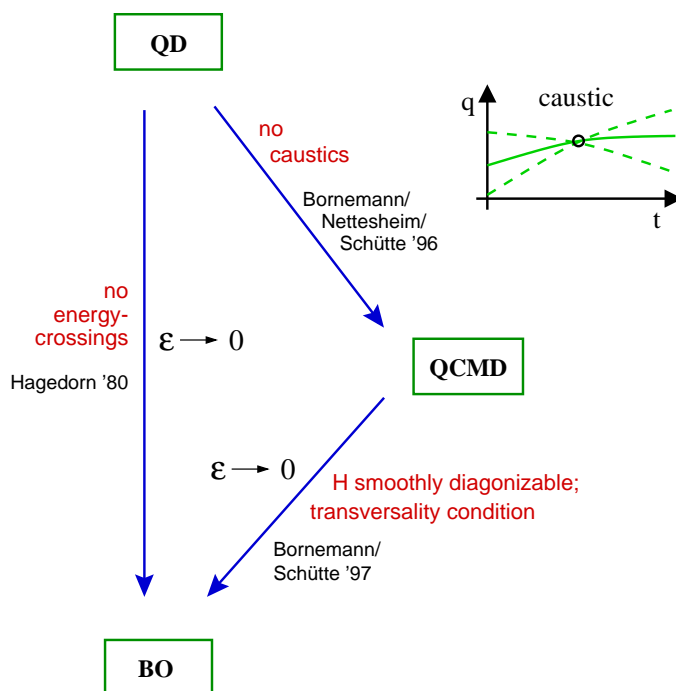 QD
q
caustic
t
no
caustics
Bornemann/
Nettesheim/
Schütte '96
no
energy-
crossings
ε → 0
Hagedorn '80
QCMD
ε → 0
H smoothly diagonizable;
transversality condition
Bornemann/
Schütte '97
BO